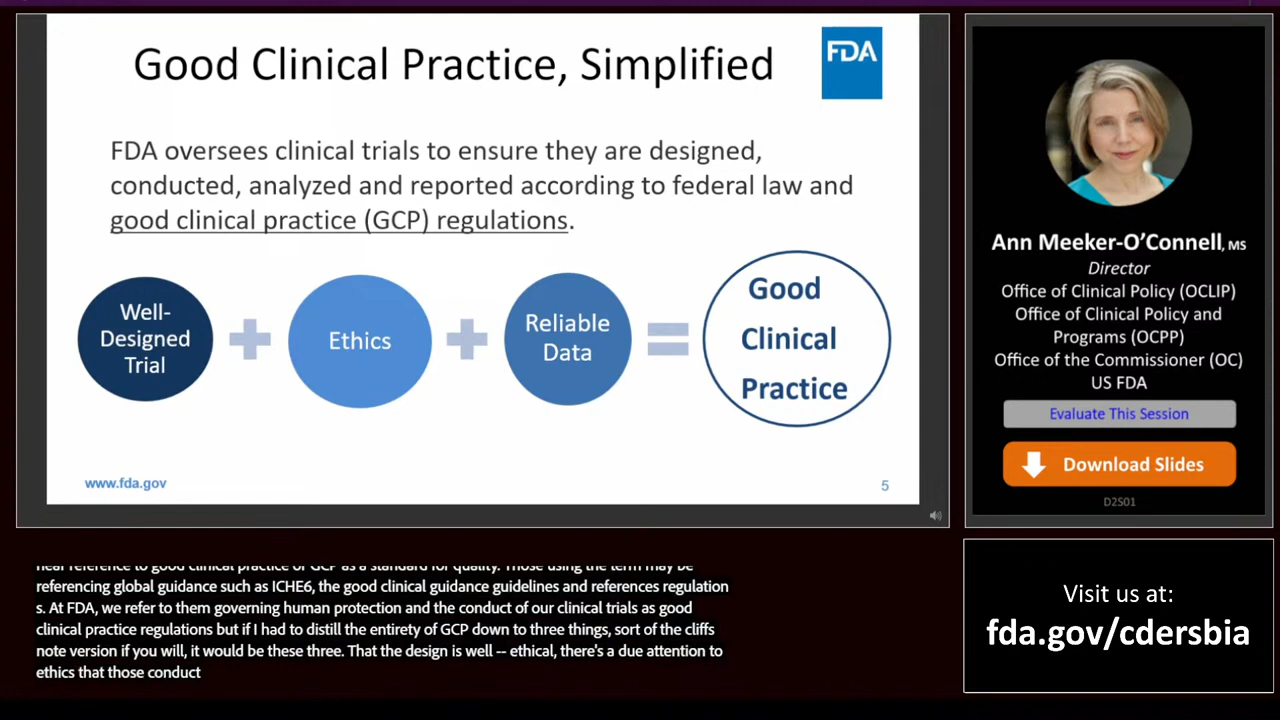 Good Clinical Practice, Simplified
FDA
FDA oversees clinical trials to ensure they are designed,
conducted, analyzed and reported according to federal law and
good clinical practice (GCP) regulations.
Well-
Designed
Trial
Ethics
Reliable
Data
Good
Clinical
Practice
www.fda.gov
5
Ann Meeker-O’Connell, MS
Director
Office of Clinical Policy (OCLIP)
Office of Clinical Policy and
Programs (OCPP)
Office of the Commissioner (OC)
US FDA
Evaluate This Session
Download Slides
D2S01
hear reference to good clinical practice or GCP as a standard for quality. Those using the term may be
referencing global guidance such as ICHE6, the good clinical guidance guidelines and references regulation
s. At FDA, we refer to them governing human protection and the conduct of our clinical trials as good
clinical practice regulations but if I had to distill the entirety of GCP down to three things, sort of the cliffs
note version if you will, it would be these three. That the design is well -- ethical, there's a due attention to
ethics that those conduct
Visit us at:
fda.gov/cdersbia